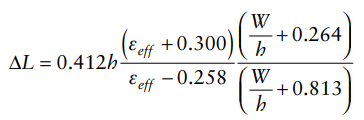 ΔL = 0.412h (ε_eff + 0.300)/(ε_eff − 0.258) (W/h + 0.264)/(W/h + 0.813)